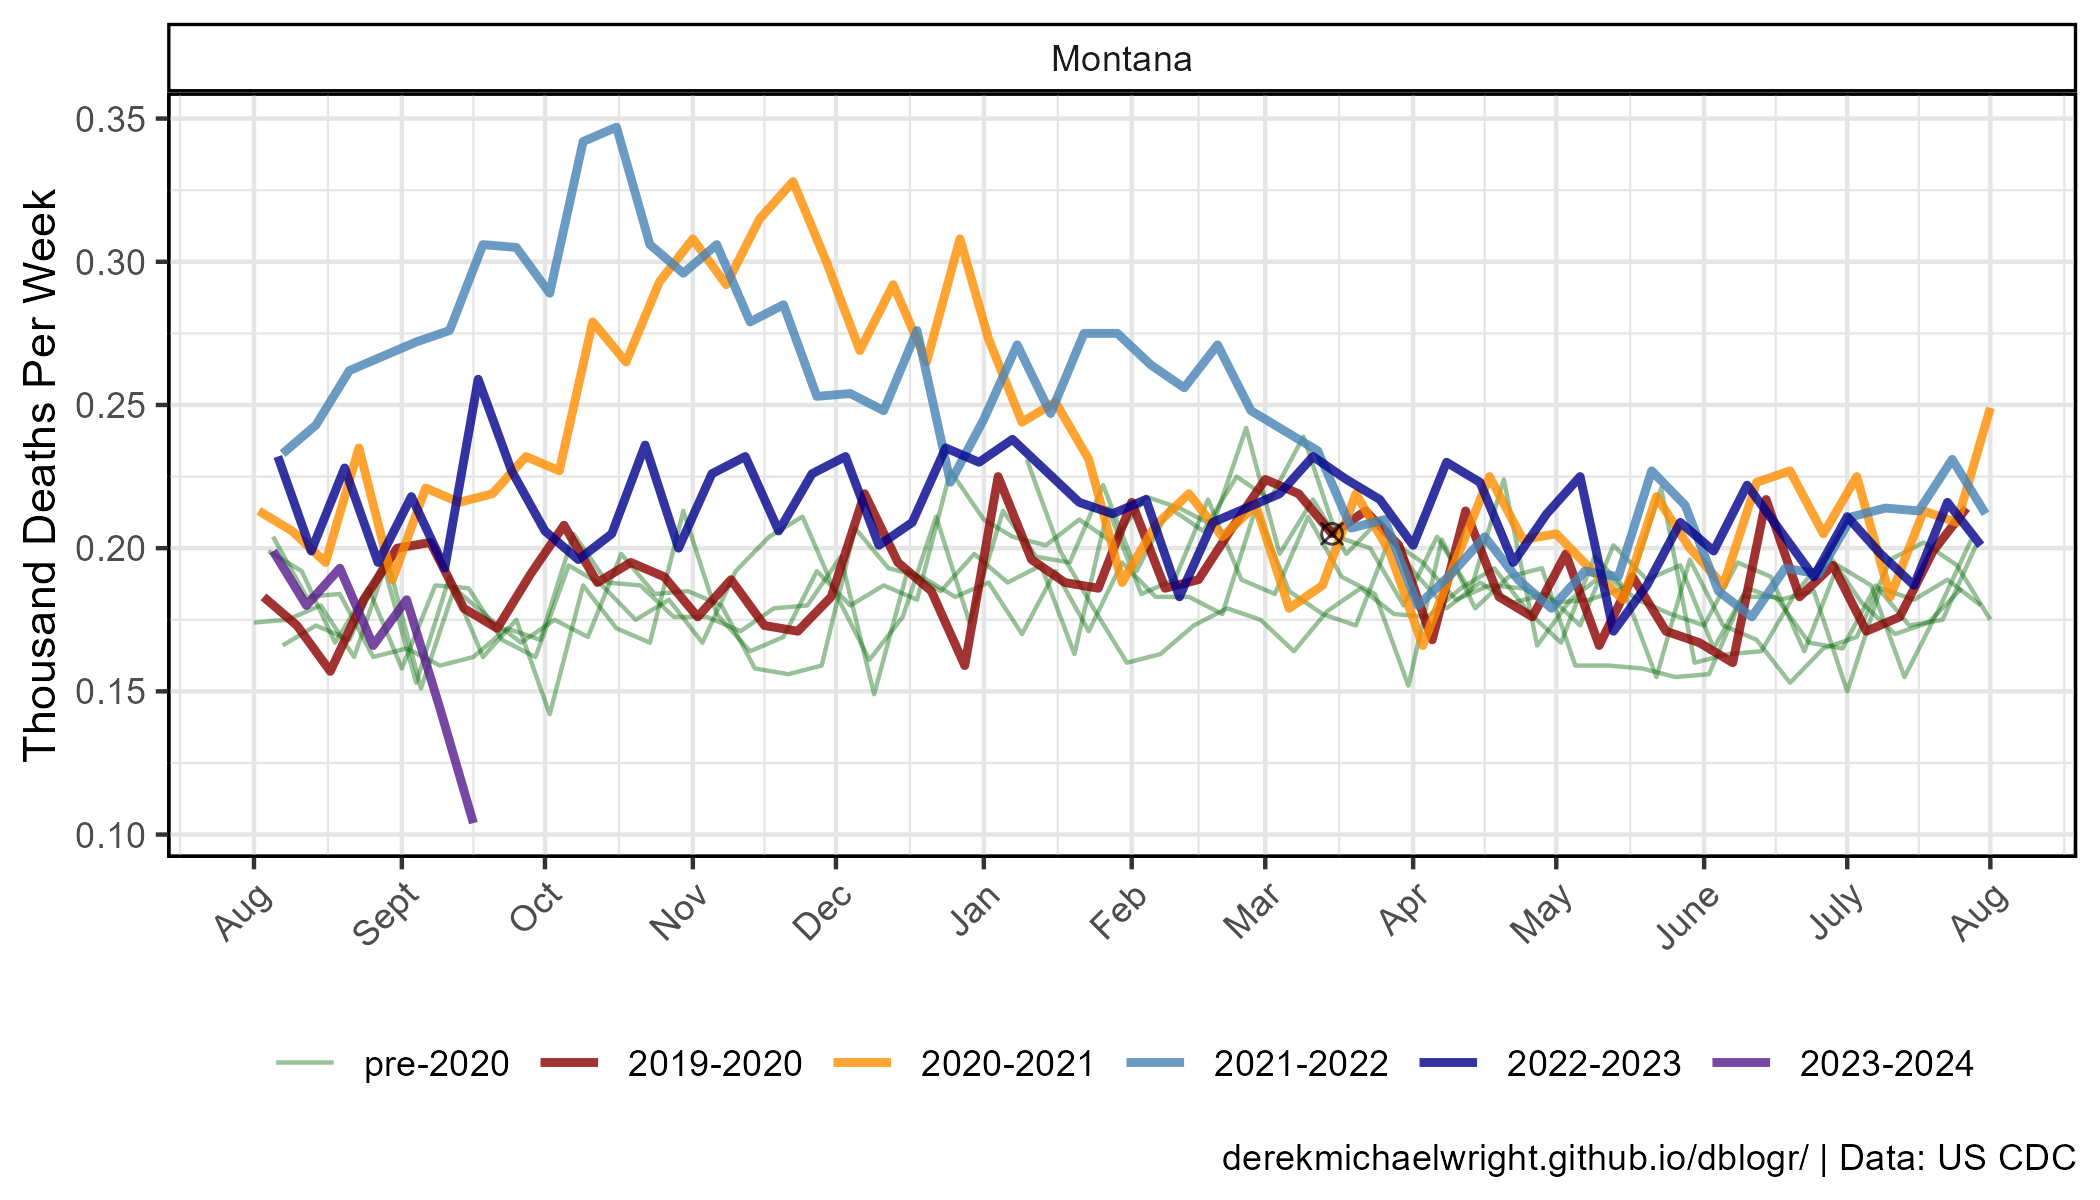 Montana
Thousand Deaths Per Week
0.35
0.30
0.25
0.20
0.15
0.10
Aug Sept Oct Nov Dec Jan Feb Mar Apr May June July Aug
pre-2020 2019-2020 2020-2021 2021-2022 2022-2023 2023-2024
derekmichaelwright.github.io/dblogr/ | Data: US CDC